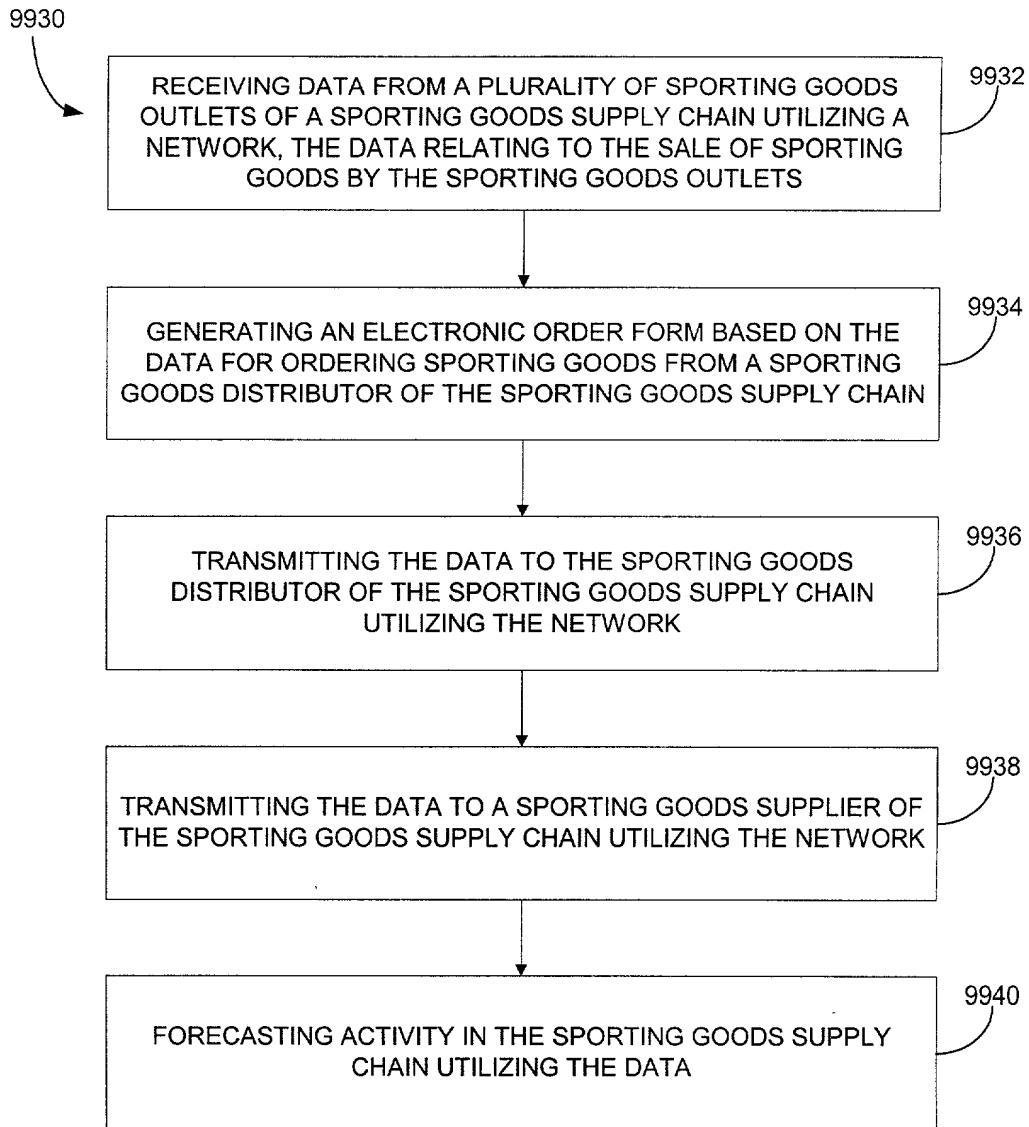 9930
RECEIVING DATA FROM A PLURALITY OF SPORTING GOODS
OUTLETS OF A SPORTING GOODS SUPPLY CHAIN UTILIZING A
NETWORK, THE DATA RELATING TO THE SALE OF SPORTING
GOODS BY THE SPORTING GOODS OUTLETS
9932
GENERATING AN ELECTRONIC ORDER FORM BASED ON THE
DATA FOR ORDERING SPORTING GOODS FROM A SPORTING
GOODS DISTRIBUTOR OF THE SPORTING GOODS SUPPLY CHAIN
9934
TRANSMITTING THE DATA TO THE SPORTING GOODS
DISTRIBUTOR OF THE SPORTING GOODS SUPPLY CHAIN
UTILIZING THE NETWORK
9936
TRANSMITTING THE DATA TO A SPORTING GOODS SUPPLIER OF
THE SPORTING GOODS SUPPLY CHAIN UTILIZING THE NETWORK
9938
FORECASTING ACTIVITY IN THE SPORTING GOODS SUPPLY
CHAIN UTILIZING THE DATA
9940